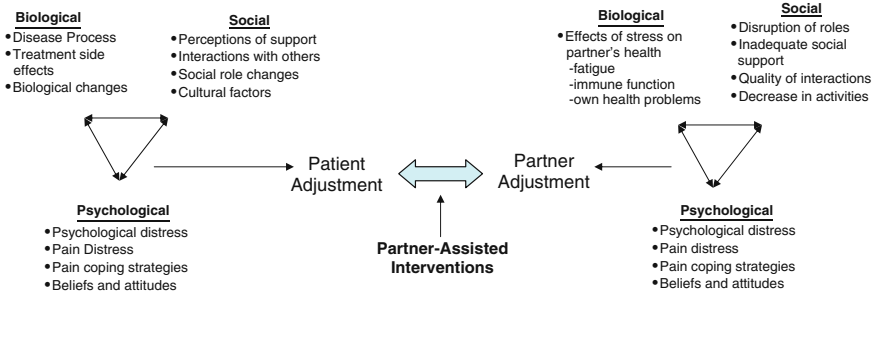 Biological
•Disease Process
•Treatment side
effects
•Biological changes
Social
•Perceptions of support
•Interactions with others
•Social role changes
•Cultural factors
Psychological
•Psychological distress
•Pain Distress
•Pain coping strategies
•Beliefs and attitudes
Patient
Adjustment
Partner
Adjustment
Partner-Assisted
Interventions
Biological
•Effects of stress on
partner's health
-fatigue
-immune function
-own health problems
Social
•Disruption of roles
•Inadequate social
support
•Quality of interactions
•Decrease in activities
Psychological
•Psychological distress
•Pain distress
•Pain coping strategies
•Beliefs and attitudes